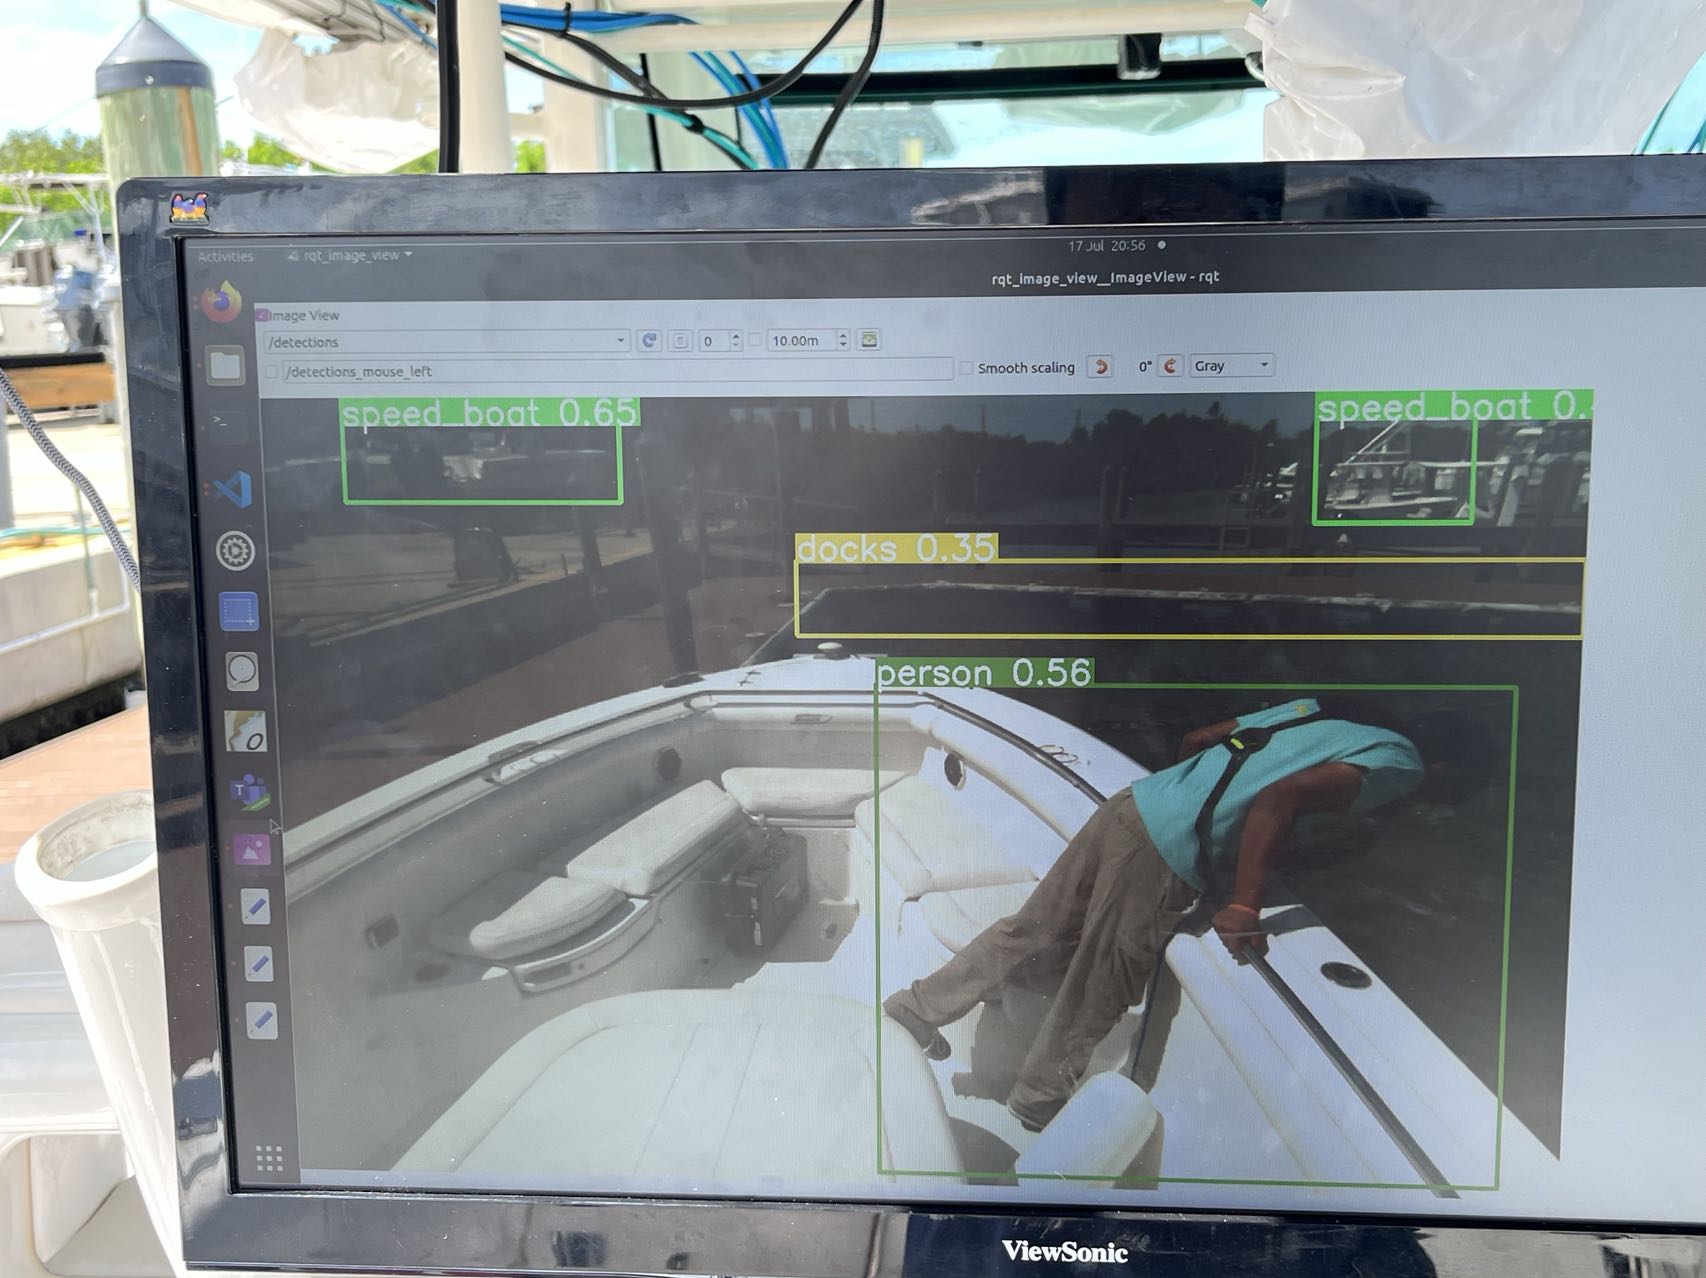 17 Jul 20:56
Activities
rqt_image_view
rqt_image_view__ImageView - rqt
Image View
/detections
0
10.00m
/detections_mouse_left
Smooth scaling
0°
Gray
speed_boat 0.65
speed_boat 0.
docks 0.35
person 0.56
ViewSonic